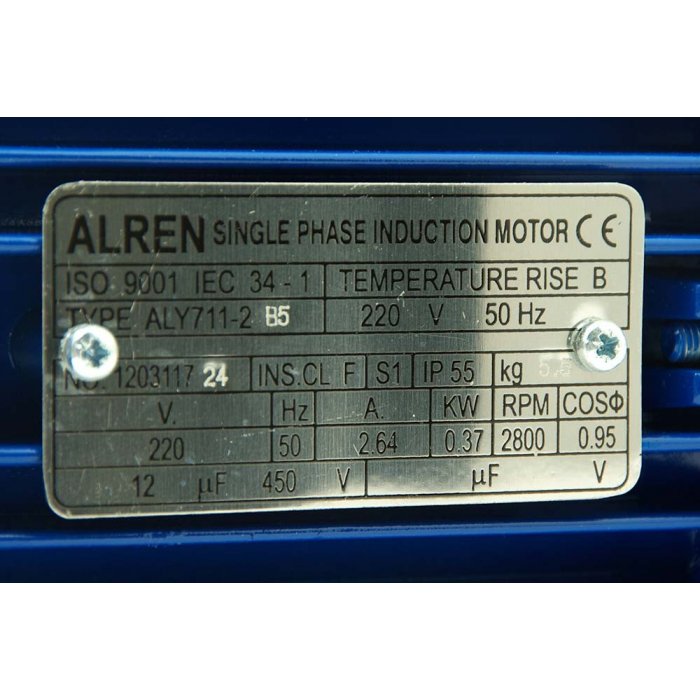 ALREN SINGLE PHASE INDUCTION MOTOR CE
ISO 9001 IEC 34 - 1 TEMPERATURE RISE B
TYPE ALY711-2 B5 220 V 50 Hz
NO. 1203117 24 INS.CL F S1 IP 55 kg
V. Hz A. KW RPM COSΦ
220 50 2.64 0.37 2800 0.95
12 µF 450 V µF V